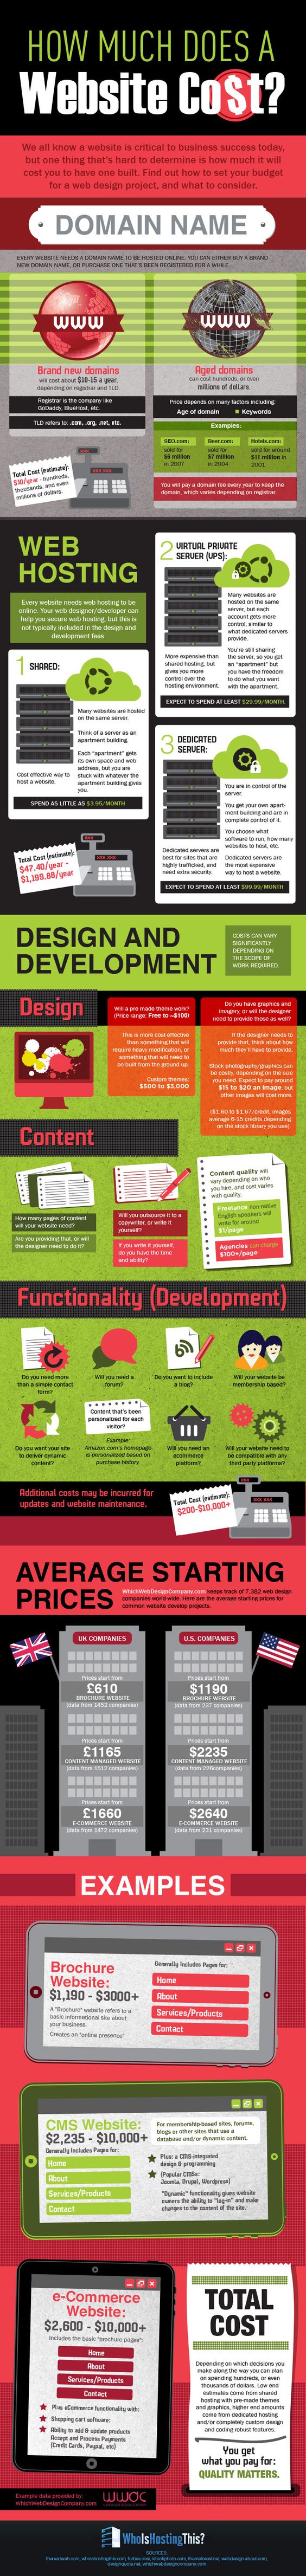 HOW MUCH DOES A
Website Co$t?
We all know a website is critical to business success today,
but one thing that's hard to determine is how much it will
cost you to have one built. Find out how to set your budget
for a web design project, and what to consider.
DOMAIN NAME
EVERY WEBSITE NEEDS A DOMAIN NAME TO BE HOSTED ONLINE. YOU CAN EITHER BUY A BRAND
NEW DOMAIN NAME, OR PURCHASE ONE THAT'S BEEN REGISTERED FOR A WHILE.
WWW
Brand new domains
will cost about $10-15 a year,
depending on registrar and TLD.
Registrar is the company like
GoDaddy, BlueHost, etc.
TLD refers to: .com, .org, .net, etc.
Total Cost (estimate):
$10/year - hundreds,
thousands, and even
millions of dollars.
WWW
Aged domains
can cost hundreds, or even
millions of dollars.
Price depends on many factors including:
Age of domain
Keywords
Examples:
SEO.com:
sold for
$5 million
in 2007
Beer.com:
sold for
$7 million
in 2004
Hotels.com:
sold for around
$11 million in
2001
You will pay a domain fee every year to keep the
domain, which varies depending on registrar.
WEB
HOSTING
Every website needs web hosting to be
online. Your web designer/developer can
help you secure web hosting, but this is
not typically included in the design and
development fees.
1 SHARED:
Many websites are hosted
on the same server.
Think of a server as an
apartment building.
Each "apartment" gets
its own space and web
address, but you are
stuck with whatever the
apartment building gives
you.
Cost effective way to
host a website.
SPEND AS LITTLE AS $3.95/MONTH
Total Cost (estimate):
$47.40/year -
$1,199.88/year
2 VIRTUAL PRIVATE
SERVER (VPS):
Many websites are
hosted on the same
server, but each
account gets more
control, similar to
what dedicated servers
provide.
You're still sharing
the server, so you get
an "apartment" but
you have the freedom
to do what you want
with the apartment.
More expensive than
shared hosting, but
gives you more
control over the
hosting environment.
EXPECT TO SPEND AT LEAST $29.99/MONTH.
3 DEDICATED
SERVER:
You are in control of the
server.
You get your own apart-
ment building and are in
complete control of it.
You choose what
software to run, how many
websites to host, etc.
Dedicated servers are
the most expensive
way to host a website.
Dedicated servers are
best for sites that are
highly trafficked, and
need extra security.
EXPECT TO SPEND AT LEAST $99.99/MONTH
DESIGN AND
DEVELOPMENT
COSTS CAN VARY
SIGNIFICANTLY
DEPENDING ON
THE SCOPE OF
WORK REQUIRED.
Design
Will a pre made theme work?
(Price range: Free to ~$100)
This is more cost-effective
than something that will
require heavy modification, or
something that will need to
be built from the ground up.
Custom themes:
$500 to $3,000
Do you have graphics and
imagery, or will the designer
need to provide those as well?
If the designer needs to
provide that, think about how
much they'll have to provide.
Stock photography/graphics can
be costly, depending on the size
you need. Expect to pay around
$15 to $20 an image, but
other images will cost more.
($1.60 to $1.67/credit, images
average 6-15 credits depending
on the stock library you use).
Content
How many pages of content
will your website need?
Are you providing that, or will
the designer need to do it?
Will you outsource it to a
copywriter, or write it
yourself?
If you write it yourself,
do you have the time
and ability?
Content quality will
vary depending on who
you hire, and cost varies
with quality.
Freelance non-native
English speakers will
write for around
$1/page
Agencies can charge
$100+/page
Functionality (Development)
Do you need more
than a simple contact
form?
Will you need a
forum?
Do you want to include
a blog?
Will your website be
membership based?
Do you want your site
to deliver dynamic
content?
Content that's been
personalized for each
visitor?
Example:
Amazon.com's homepage
is personalized based on
purchase history.
Will you need an
ecommerce
platform?
Will your website need to
be compatible with any
third party platforms?
Additional costs may be incurred for
updates and website maintenance.
Total Cost (estimate):
$200-$10,000+
AVERAGE STARTING
PRICES
WhichWebDesignCompany.com keeps track of 7,382 web design
companies world-wide. Here are the average starting prices for
common website develop projects.
UK COMPANIES
Prices start from
£610
BROCHURE WEBSITE
(data from 1452 companies)
Prices start from
£1165
CONTENT MANAGED WEBSITE
(data from 1512 companies)
Prices start from
£1660
E-COMMERCE WEBSITE
(data from 1472 companies)
U.S. COMPANIES
Prices start from
$1190
BROCHURE WEBSITE
(data from 237 companies)
Prices start from
$2235
CONTENT MANAGED WEBSITE
(data from 226companies)
Prices start from
$2640
E-COMMERCE WEBSITE
(data from 231 companies)
EXAMPLES
Brochure
Website:
$1,190 - $3000+
A "Brochure" website refers to a
basic informational site about
your business.
Creates an "online presence"
Generally Includes Pages for:
Home
About
Services/Products
Contact
CMS Website:
$2,235 - $10,000+
Generally Includes Pages for:
Home
About
Services/Products
Contact
For membership-based sites, forums,
blogs or other sites that use a
database and/or dynamic content.
Plus: a CMS-integrated
design & programming
(Popular CMSs:
Joomla, Drupal, Wordpress)
"Dynamic" functionality gives website
owners the ability to "log-in" and make
changes to the content of the site.
e-Commerce
Website:
$2,600 - $10,000+
Includes the basic "brochure pages":
Home
About
Services/Products
Contact
Plus eCommerce functionality with:
Shopping cart software:
Ability to add & update products
Accept and Process Payments
(Credit Cards, Paypal, etc)
TOTAL
COST
Depending on which decisions you
make along the way you can plan
on spending hundreds, or even
thousands of dollars. Low end
estimates come from shared
hosting with pre-made themes
and graphics, higher end amounts
come from dedicated hosting
and/or completely custom design
and coding robust features.
You get
what you pay for:
QUALITY MATTERS.
Example data provided by:
WhichWebDesignCompany.com
WWDC
WhoIsHostingThis?
SOURCES: